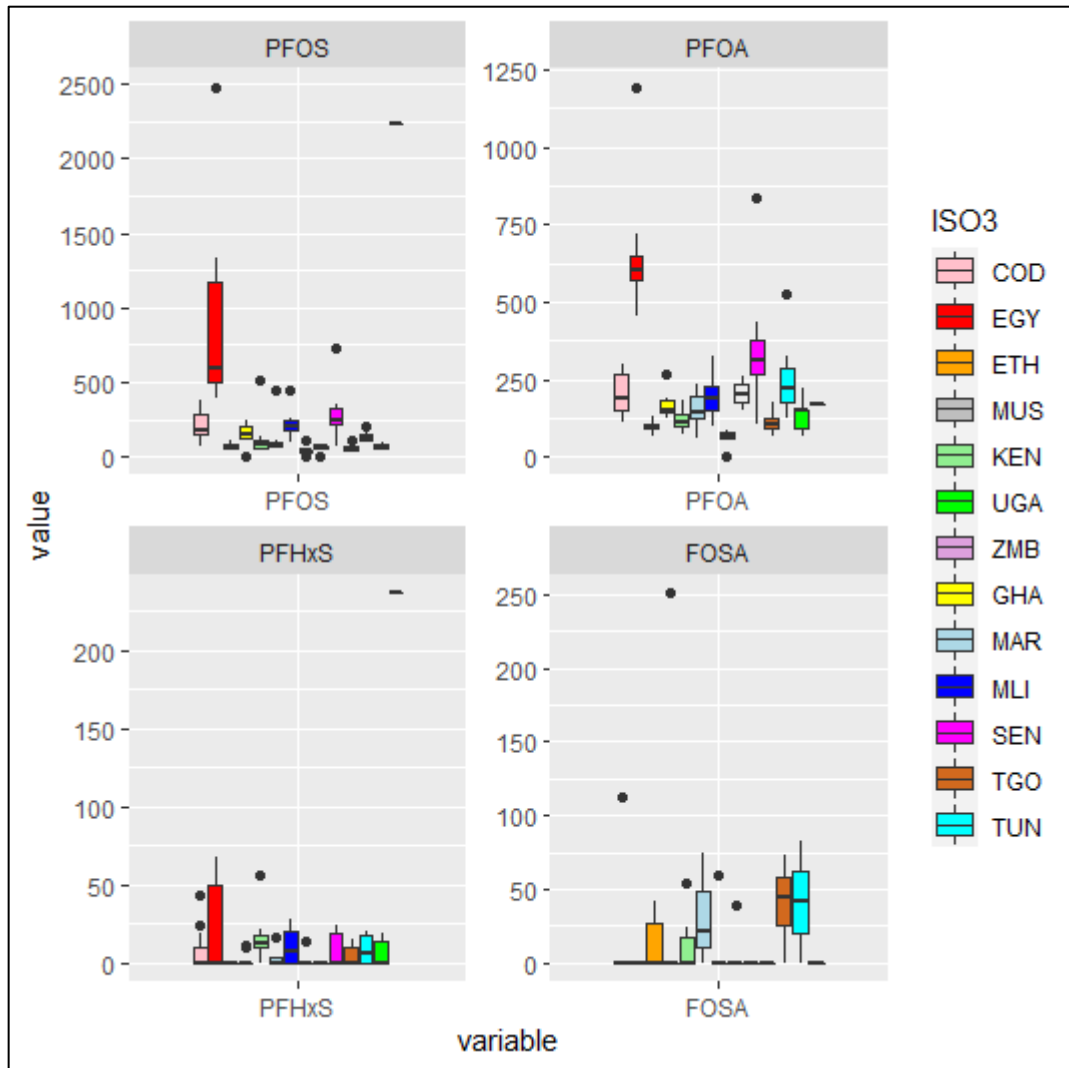 PFOS
PFOA
2500
2000
1500
1000
500
0
1250
1000
750
500
250
0
PFOS
PFOA
value
PFHxS
FOSA
200
150
100
50
0
250
200
150
100
50
0
PFHxS
FOSA
variable
ISO3
COD
EGY
ETH
MUS
KEN
UGA
ZMB
GHA
MAR
MLI
SEN
TGO
TUN